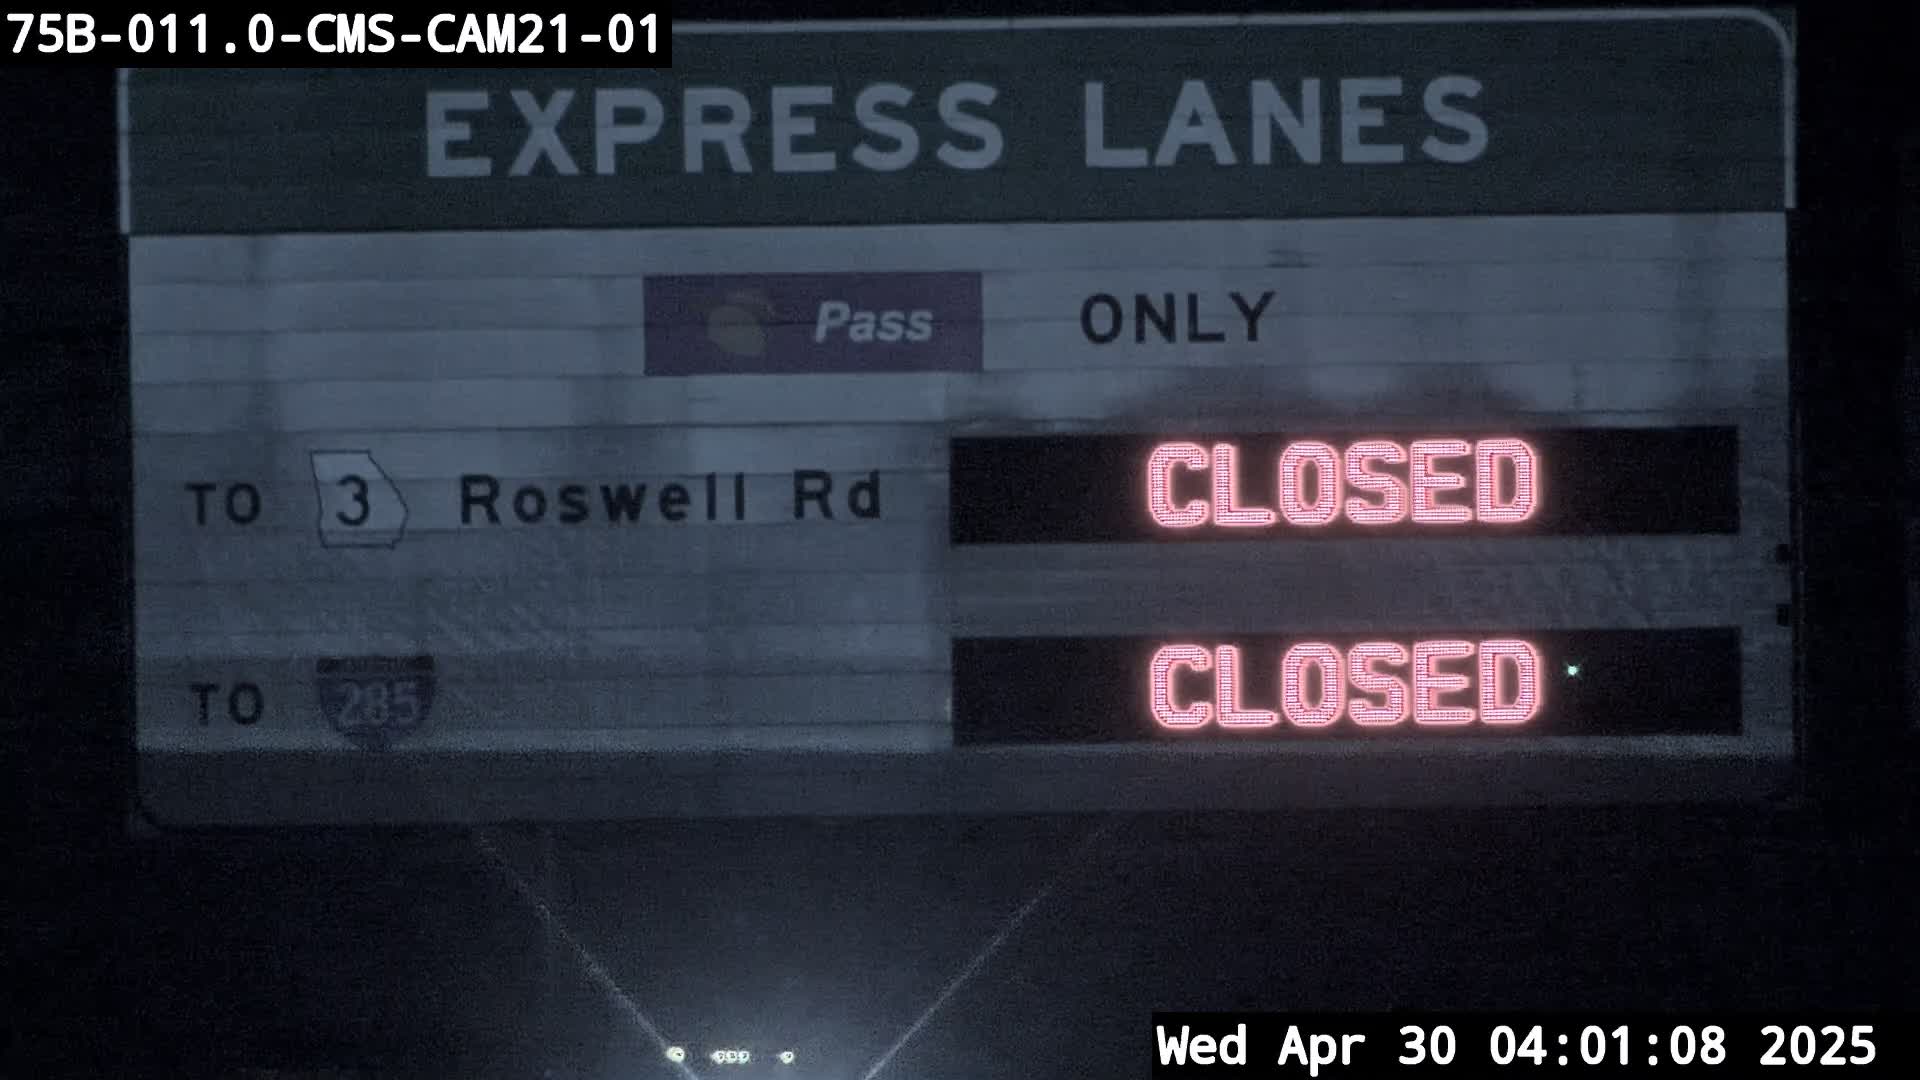 75B-011.0-CMS-CAM21-01
EXPRESS LANES
Pass ONLY
TO 3 Roswell Rd CLOSED
TO 285 CLOSED
Wed Apr 30 04:01:08 2025